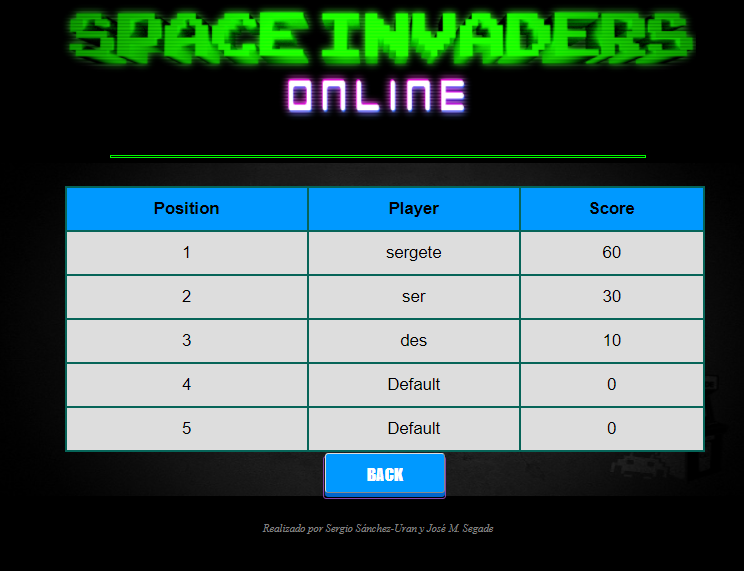 SPACE INVADERS
ONLINE
Position Player Score
1 sergete 60
2 ser 30
3 des 10
4 Default 0
5 Default 0
BACK
Realizado por Sergio Sánchez-Uran y José M. Segade